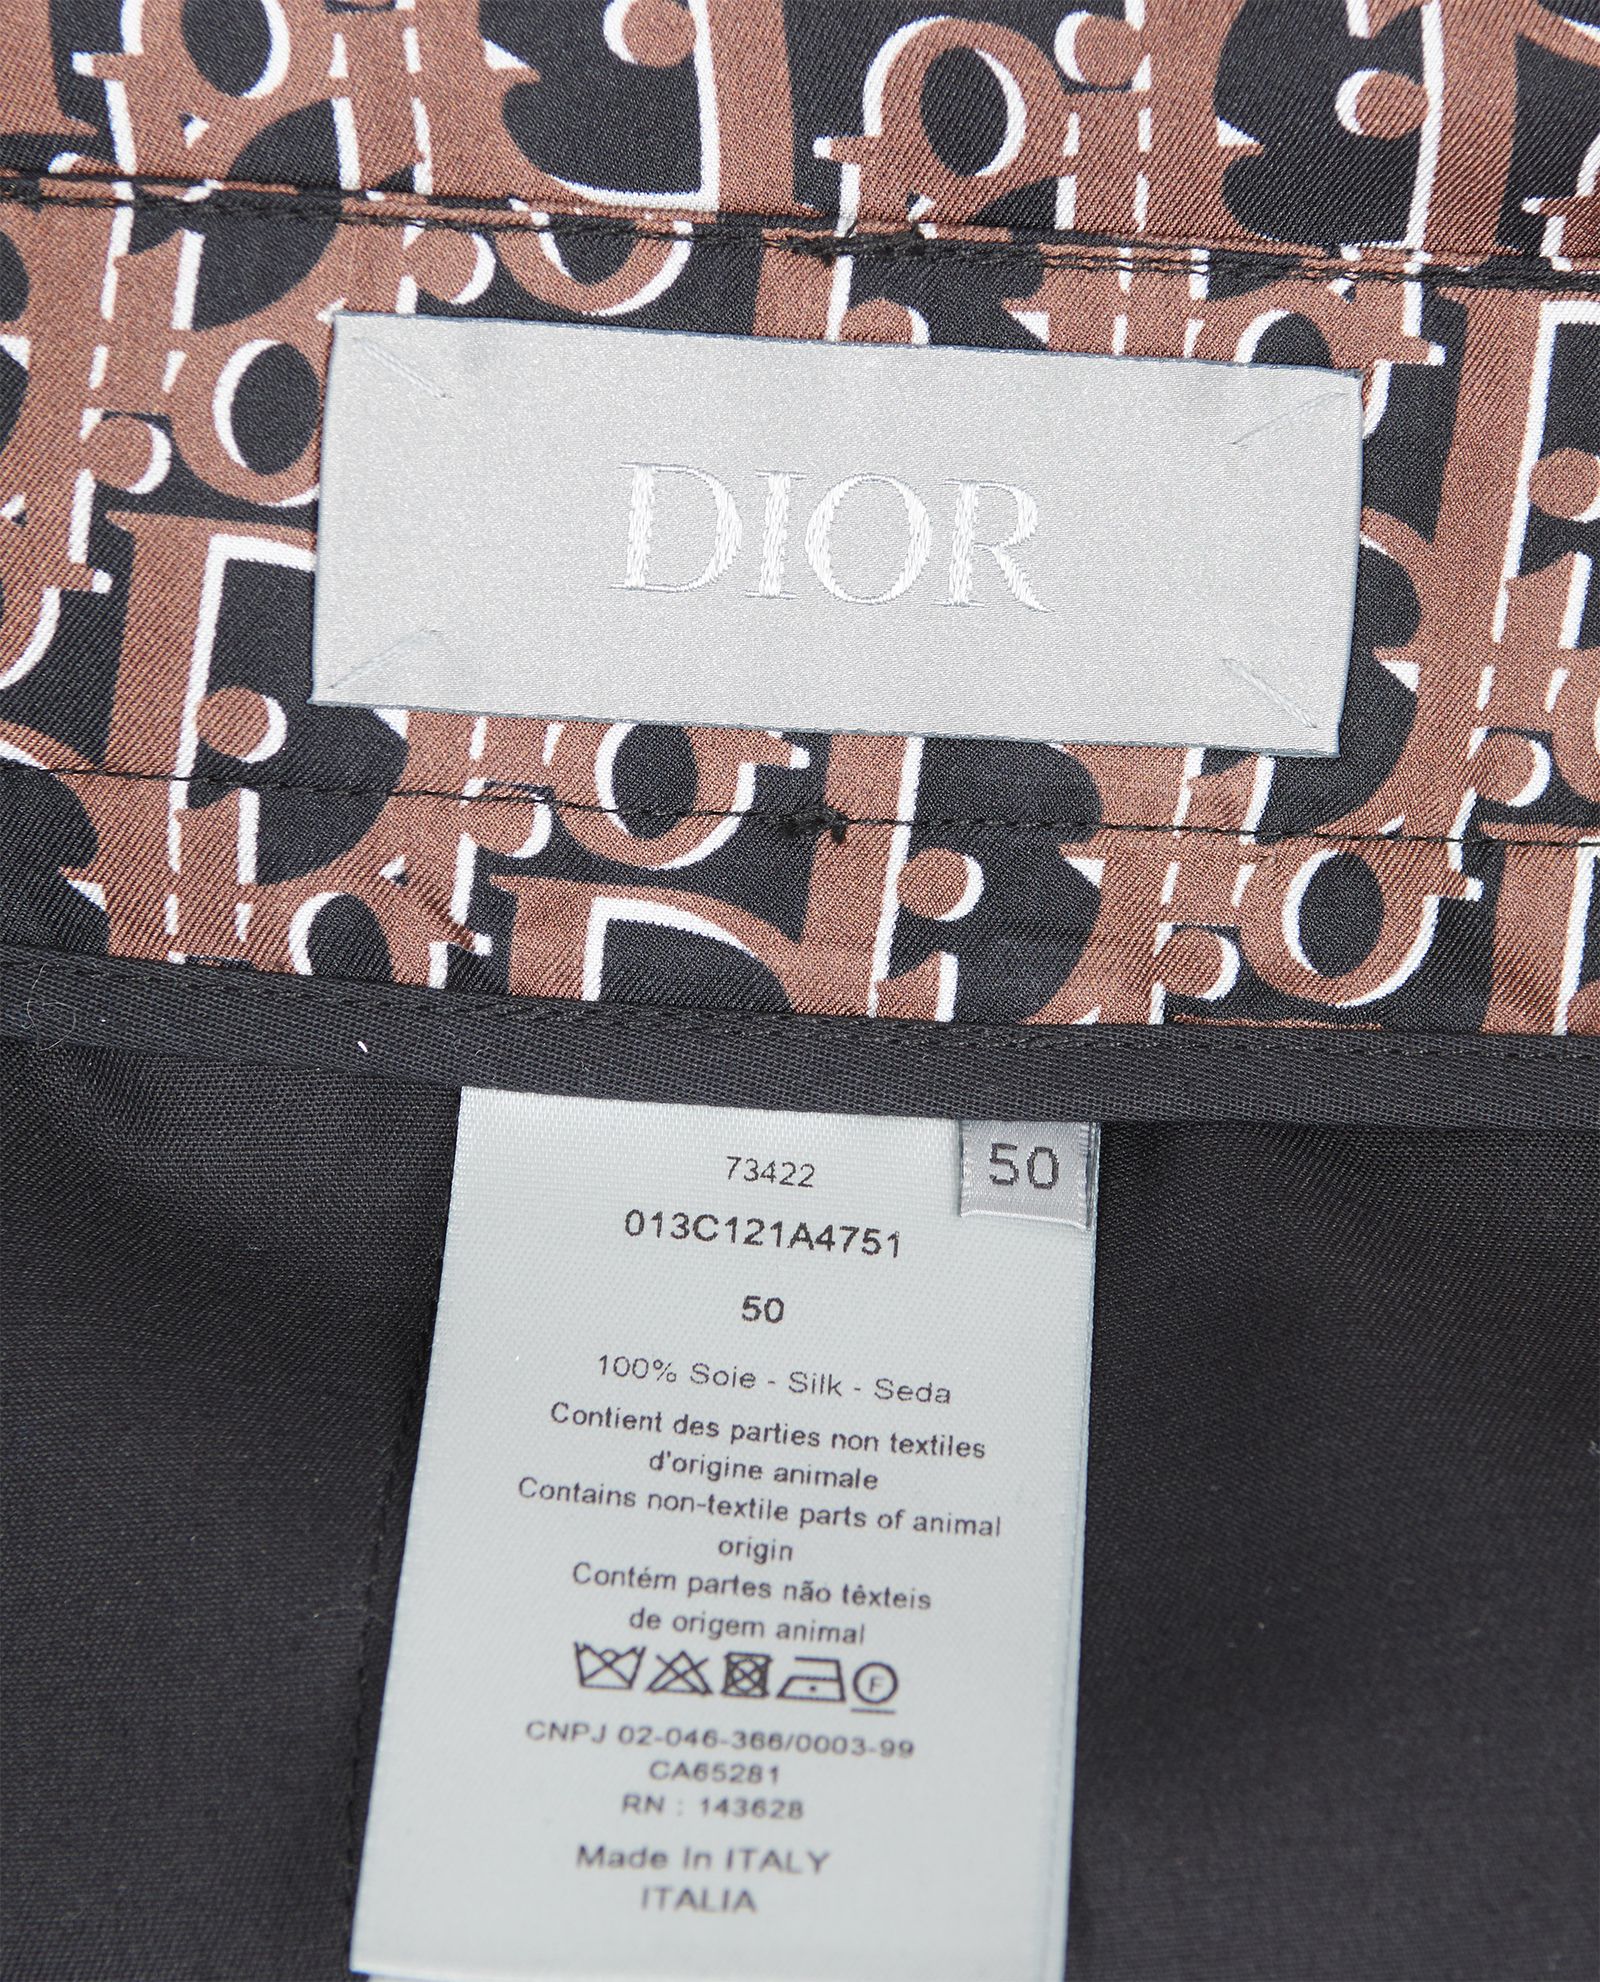 DIOR
50
73422
013C121A4751
50
100% Soie - Silk - Seda
Contient des parties non textiles
d'origine animale
Contains non-textile parts of animal
origin
Contém partes não têxteis
de origem animal
F
CNPJ 02-046-366/0003-99
CA65281
RN : 143628
Made In ITALY
ITALIA